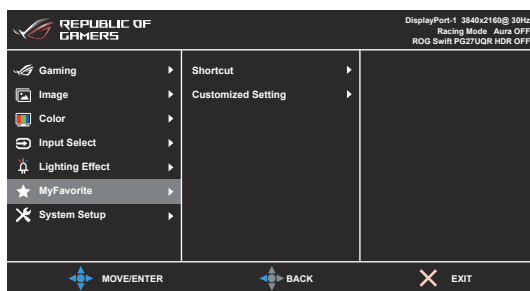 REPUBLIC OF
GAMERS
DisplayPort-1 3840x2160@ 30Hz
Racing Mode Aura OFF
ROG Swift PG27UQR HDR OFF
Gaming
Image
Color
Input Select
Lighting Effect
MyFavorite
System Setup
Shortcut
Customized Setting
MOVE/ENTER
BACK
EXIT